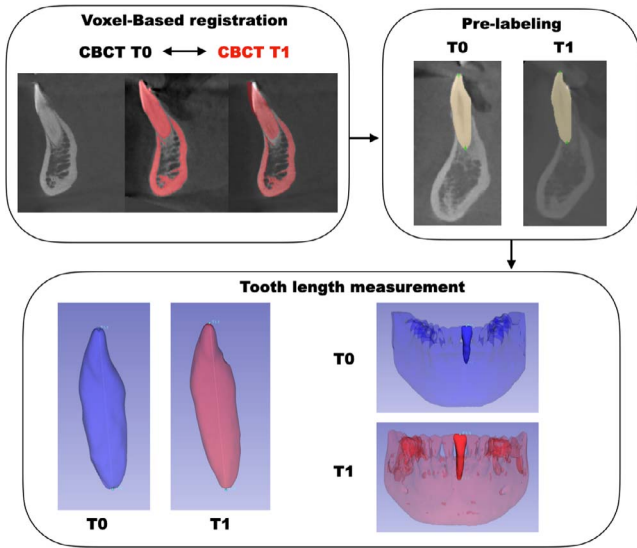 Voxel-Based registration
CBCT T0
CBCT T1
Pre-labeling
T0
T1
Tooth length measurement
T0
T1
T0
T1